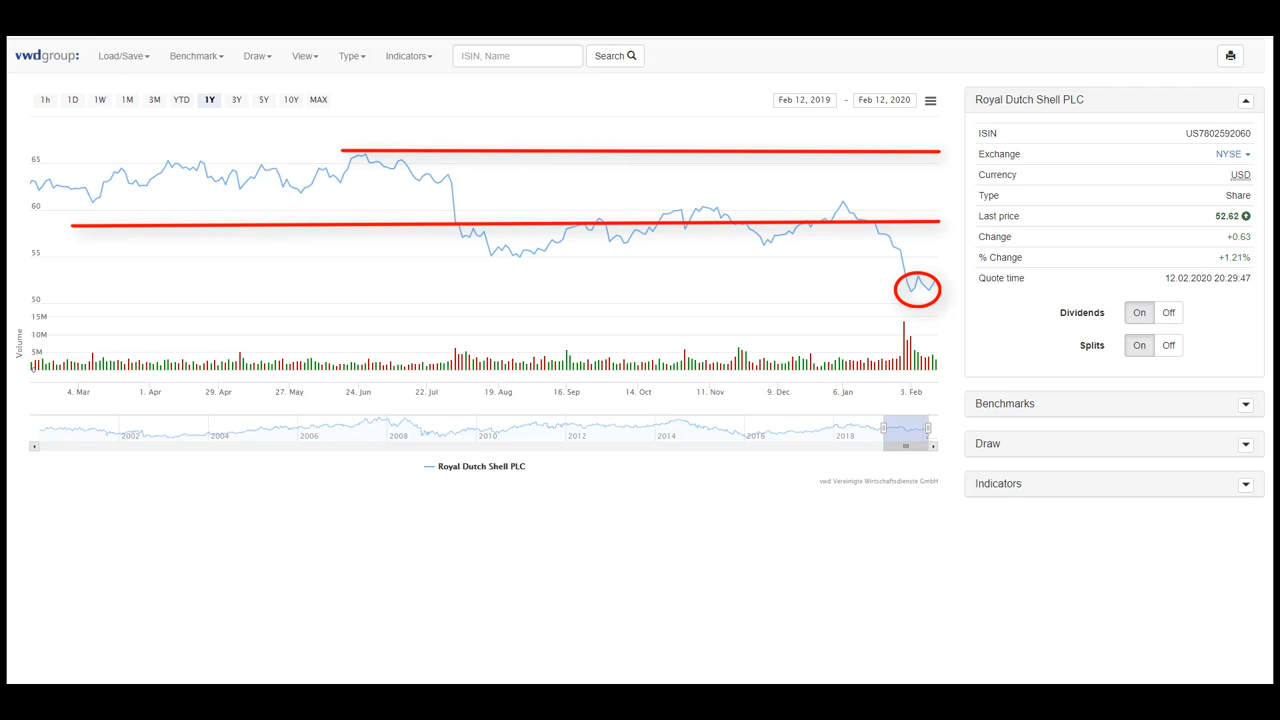 vwdgroup: Load/Save Benchmark Draw View Type Indicators ISIN, Name Search
1h 1D 1W 1M 3M YTD 1Y 3Y 5Y 10Y MAX Feb 12, 2019 - Feb 12, 2020
65
60
55
50
15M
10M
5M
0
Volume
4. Mar 1. Apr 29. Apr 27. May 24. Jun 22. Jul 19. Aug 16. Sep 14. Oct 11. Nov 9. Dec 6. Jan 3. Feb
2002 2004 2006 2008 2010 2012 2014 2016 2018 2...
Royal Dutch Shell PLC
vwd Vereinigte Wirtschaftsdienste GmbH
Royal Dutch Shell PLC
ISIN US7802592060
Exchange NYSE
Currency USD
Type Share
Last price 52.62
Change +0.63
% Change +1.21%
Quote time 12.02.2020 20:29:47
Dividends On Off
Splits On Off
Benchmarks
Draw
Indicators